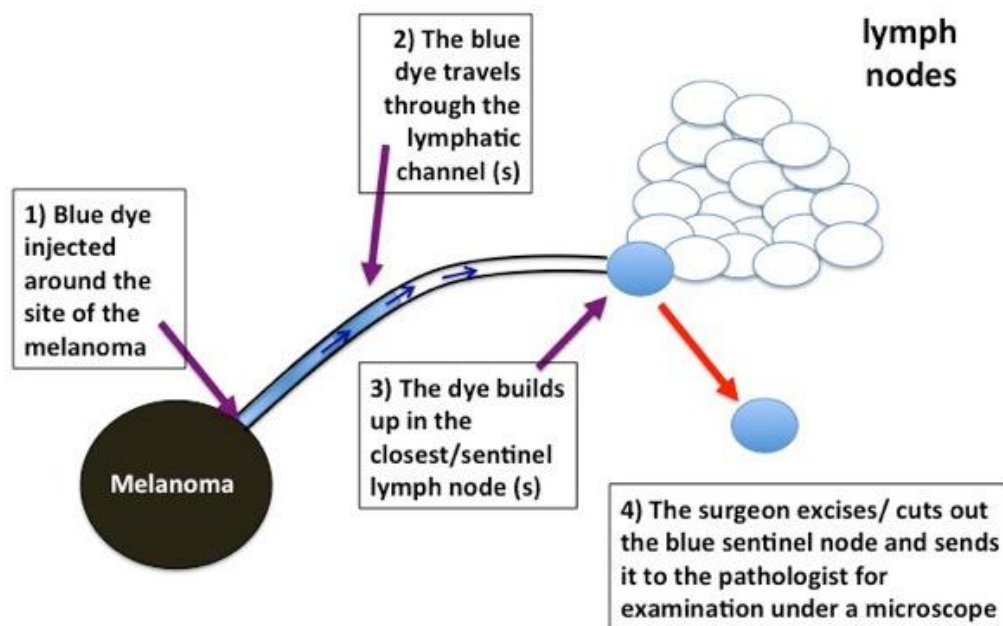 lymph
nodes
2) The blue
dye travels
through the
lymphatic
channel (s)
1) Blue dye
injected
around the
site of the
melanoma
3) The dye builds
up in the
closest/sentinel
lymph node (s)
Melanoma
4) The surgeon excises/ cuts out
the blue sentinel node and sends
it to the pathologist for
examination under a microscope